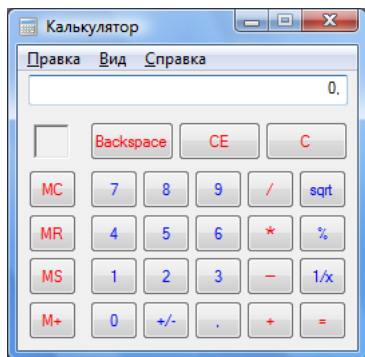 Калькулятор
Правка Вид Справка
0,
Backspace CE C
MC 7 8 9 / sqrt
MR 4 5 6 * %
MS 1 2 3 − 1/x
M+ 0 +/- , + =